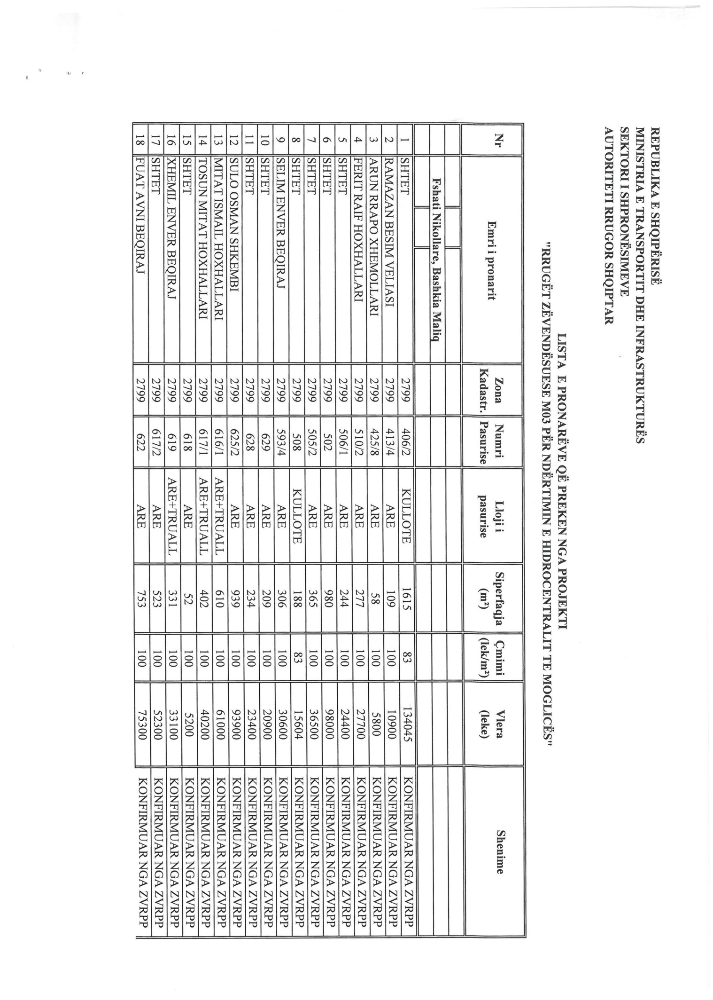 REPUBLIKA E SHQIPËRISË
MINISTRIA E TRANSPORTIT DHE INFRASTRUKTURËS
SEKTORI I SHPRONËSIMEVE
AUTORITETI RRUGOR SHQIPTAR
LISTA E PRONARËVE QË PREKEN NGA PROJEKTI
"RRUGËT ZËVENDËSUESE M03 PËR NDËRTIMIN E HIDROCENTRALIT TE MOGLICËS"
Nr Emri i pronarit Zona Kadastr. Numri Pasurise Lloji i pasurise Siperfaqja (m²) Çmimi (lek/m²) Vlera (leke) Shenime
Fshati Nikollare, Bashkia Maliq
1 SHTET 2799 406/2 KULLOTE 1615 83 134045 KONFIRMUAR NGA ZVRPP
2 RAMAZAN BESIM VELIASI 2799 413/4 ARE 109 100 10900 KONFIRMUAR NGA ZVRPP
3 ARUN RRAPO XHEMOLLARI 2799 425/8 ARE 58 100 5800 KONFIRMUAR NGA ZVRPP
4 FERIT RAIF HOXHALLARI 2799 510/2 ARE 277 100 27700 KONFIRMUAR NGA ZVRPP
5 SHTET 2799 506/1 ARE 244 100 24400 KONFIRMUAR NGA ZVRPP
6 SHTET 2799 502 ARE 980 100 98000 KONFIRMUAR NGA ZVRPP
7 SHTET 2799 505/2 ARE 365 100 36500 KONFIRMUAR NGA ZVRPP
8 SHTET 2799 508 KULLOTE 188 83 15604 KONFIRMUAR NGA ZVRPP
9 SELIM ENVER BEQIRAJ 2799 593/4 ARE 306 100 30600 KONFIRMUAR NGA ZVRPP
10 SHTET 2799 629 ARE 209 100 20900 KONFIRMUAR NGA ZVRPP
11 SHTET 2799 628 ARE 234 100 23400 KONFIRMUAR NGA ZVRPP
12 SULO OSMAN SHKEMBI 2799 625/2 ARE 939 100 93900 KONFIRMUAR NGA ZVRPP
13 MITAT ISMAIL HOXHALLARI 2799 616/1 ARE+TRUALL 610 100 61000 KONFIRMUAR NGA ZVRPP
14 TOSUN MITAT HOXHALLARI 2799 617/1 ARE+TRUALL 402 100 40200 KONFIRMUAR NGA ZVRPP
15 SHTET 2799 618 ARE 52 100 5200 KONFIRMUAR NGA ZVRPP
16 XHEMIL ENVER BEQIRAJ 2799 619 ARE+TRUALL 331 100 33100 KONFIRMUAR NGA ZVRPP
17 SHTET 2799 617/2 ARE 523 100 52300 KONFIRMUAR NGA ZVRPP
18 FUAT AVNI BEQIRAJ 2799 622 ARE 753 100 75300 KONFIRMUAR NGA ZVRPP